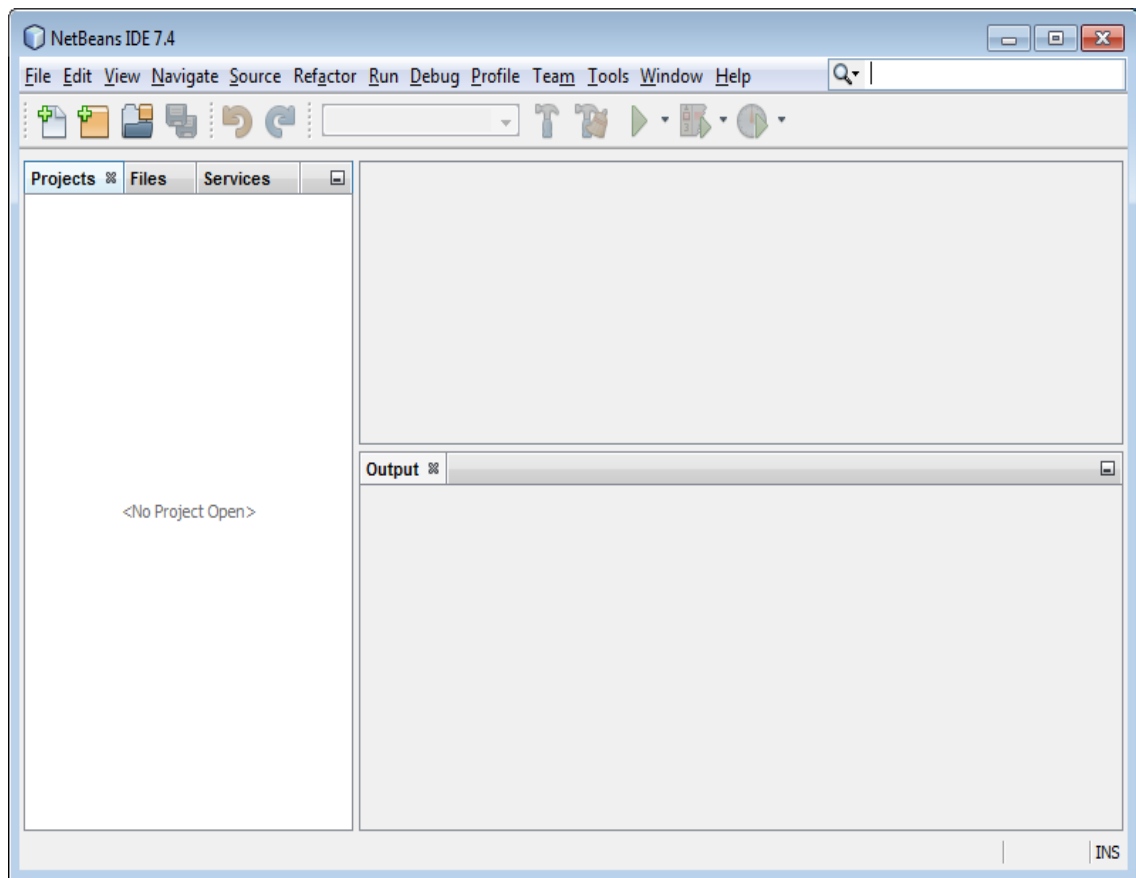 NetBeans IDE 7.4
File Edit View Navigate Source Refactor Run Debug Profile Team Tools Window Help
Projects Files Services
<No Project Open>
Output
INS